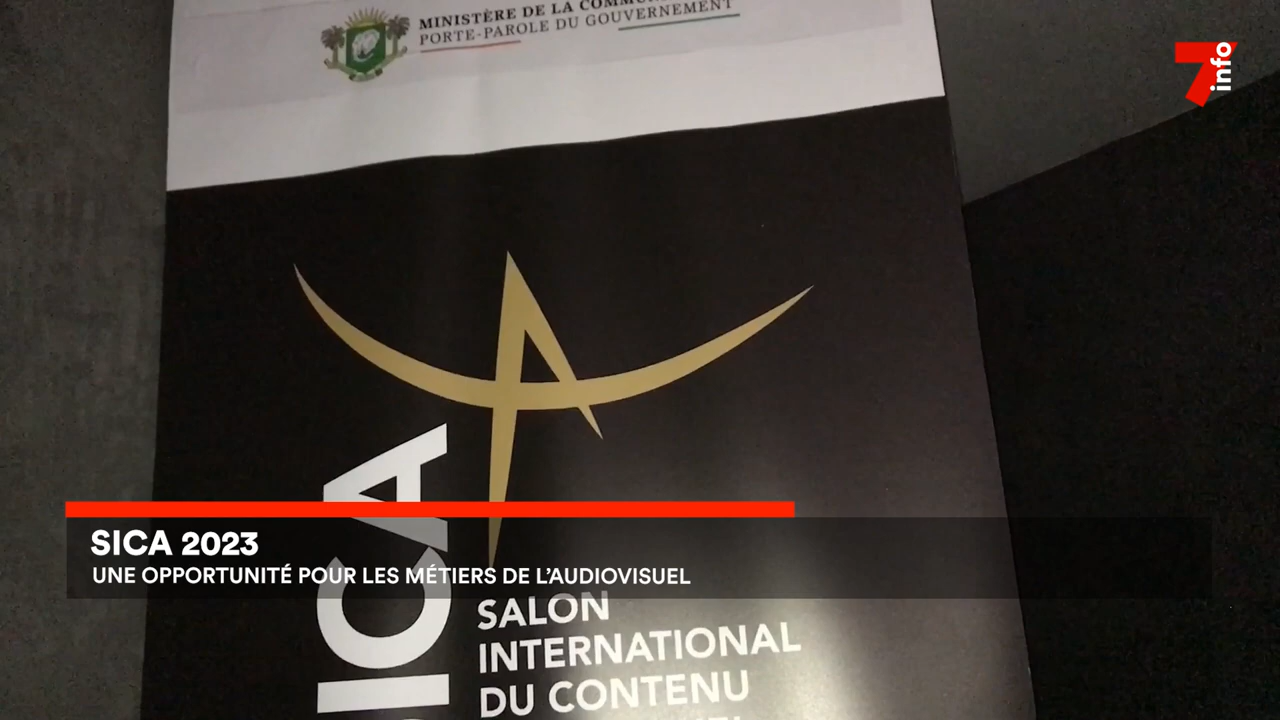 MINISTÈRE DE LA
PORTE-PAROLE DU GOUVERNEMENT
7info
SICA
SICA 2023
UNE OPPORTUNITÉ POUR LES MÉTIERS DE L'AUDIOVISUEL
SALON
INTERNATIONAL
DU CONTENU